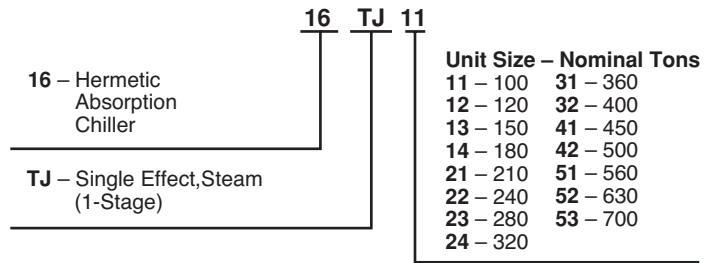 16 TJ 11
16 – Hermetic
Absorption
Chiller
TJ – Single Effect,Steam
(1-Stage)
Unit Size – Nominal Tons
11 – 100 31 – 360
12 – 120 32 – 400
13 – 150 41 – 450
14 – 180 42 – 500
21 – 210 51 – 560
22 – 240 52 – 630
23 – 280 53 – 700
24 – 320